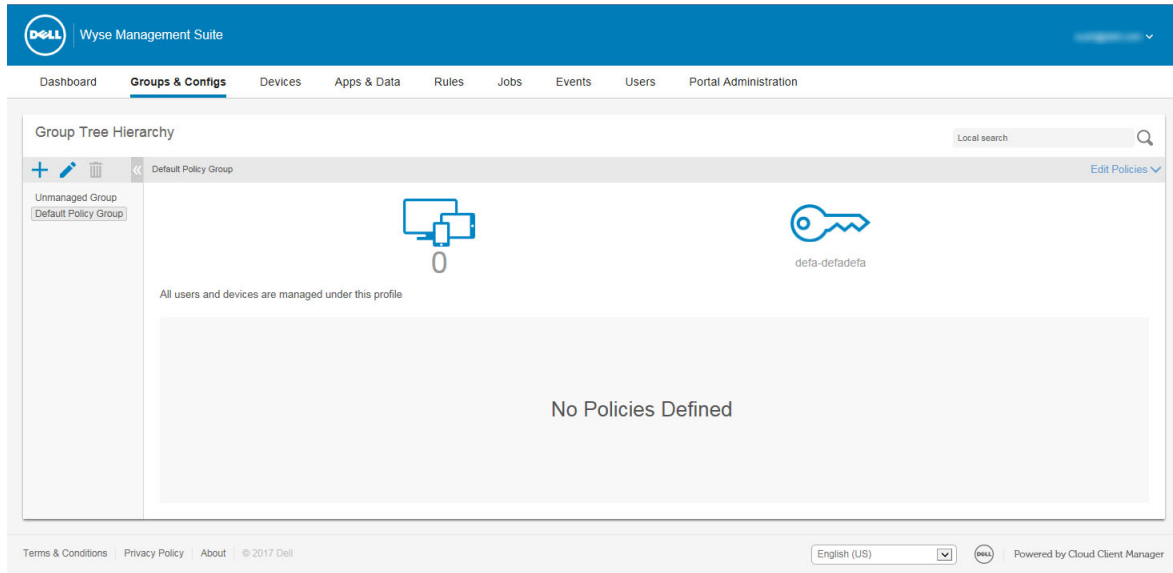 DELL
Wyse Management Suite
Dashboard Groups & Configs Devices Apps & Data Rules Jobs Events Users Portal Administration
Group Tree Hierarchy
Local search
Default Policy Group
Edit Policies
Unmanaged Group
Default Policy Group
0
defa-defadefa
All users and devices are managed under this profile
No Policies Defined
Terms & Conditions Privacy Policy About © 2017 Dell
English (US)
DELL
Powered by Cloud Client Manager